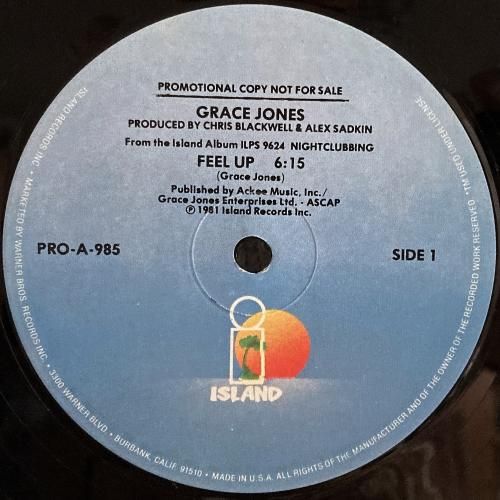 PROMOTIONAL COPY NOT FOR SALE
GRACE JONES
PRODUCED BY CHRIS BLACKWELL & ALEX SADKIN
From the Island Album ILPS 9624 NIGHTCLUBBING
FEEL UP 6:15
(Grace Jones)
Published by Ackee Music, Inc./
Grace Jones Enterprises Ltd. - ASCAP
℗ 1981 Island Records Inc.
PRO-A-985
SIDE 1
ISLAND
ISLAND RECORDS INC. • MARKETED BY WARNER BROS. RECORDS INC. • 3300 WARNER BLVD. • BURBANK, CALIF. 91510 • MADE IN U.S.A. ALL RIGHTS OF THE MANUFACTURER AND OF THE OWNER OF THE RECORDED WORK RESERVED • ™ USED UNDER LICENSE